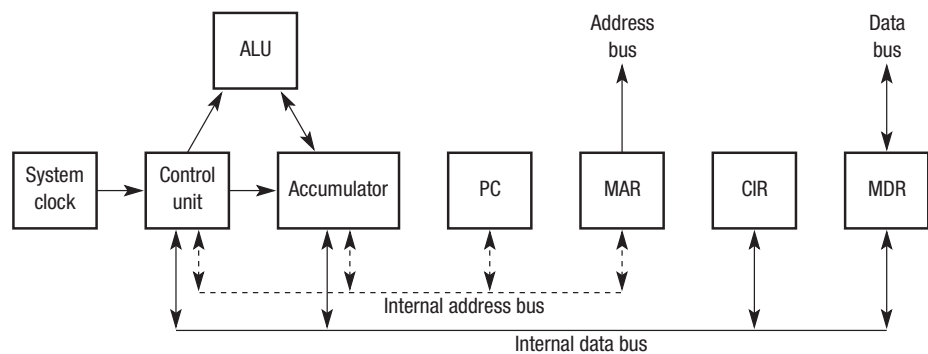 ALU
Address
bus
Data
bus
System
clock
Control
unit
Accumulator
PC
MAR
CIR
MDR
Internal address bus
Internal data bus